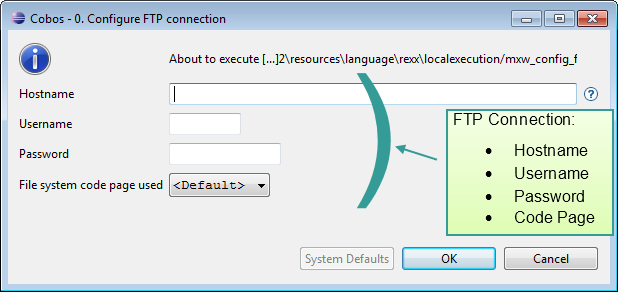 Cobos - 0. Configure FTP connection
About to execute [...]2\resources\language\rexx\localexecution/mxw_config_f
Hostname
Username
Password
File system code page used <Default>
FTP Connection:
• Hostname
• Username
• Password
• Code Page
System Defaults OK Cancel